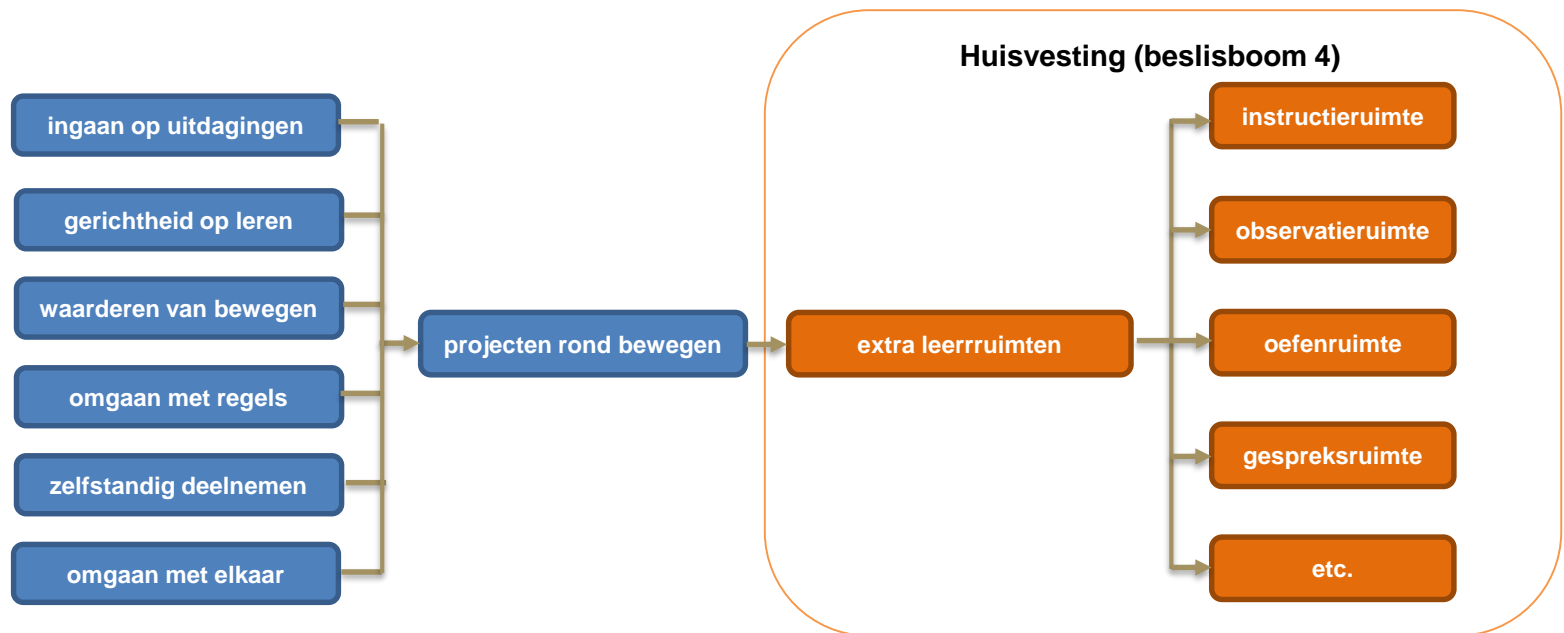 Huisvesting (beslisboom 4)
ingaan op uitdagingen
gerichtheid op leren
waarderen van bewegen
omgaan met regels
zelfstandig deelnemen
omgaan met elkaar
projecten rond bewegen
extra leerrruimten
instructieruimte
observatieruimte
oefenruimte
gespreksruimte
etc.